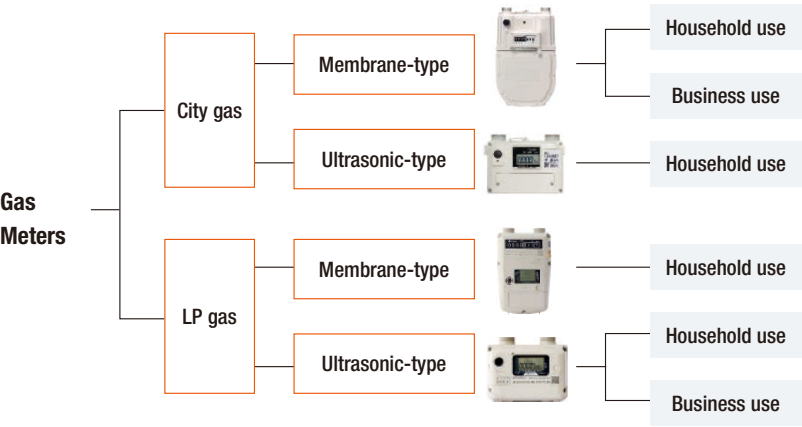 Gas
Meters
City gas
Membrane-type
Household use
Business use
Ultrasonic-type
Household use
LP gas
Membrane-type
Household use
Ultrasonic-type
Household use
Business use